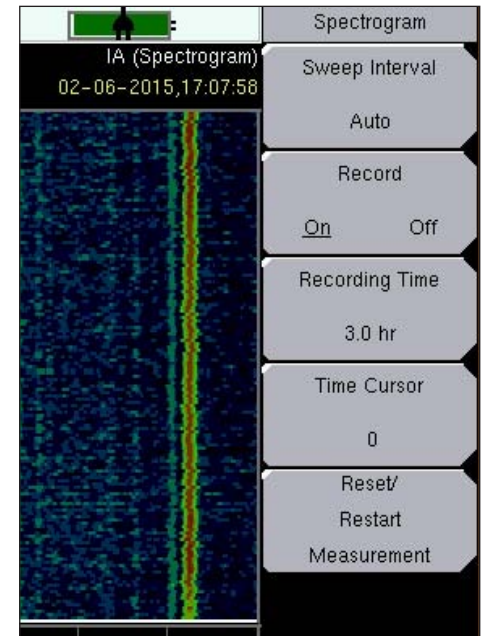 Spectrogram
IA (Spectrogram)
02-06-2015,17:07:58
Sweep Interval
Auto
Record
On Off
Recording Time
3.0 hr
Time Cursor
0
Reset/
Restart
Measurement